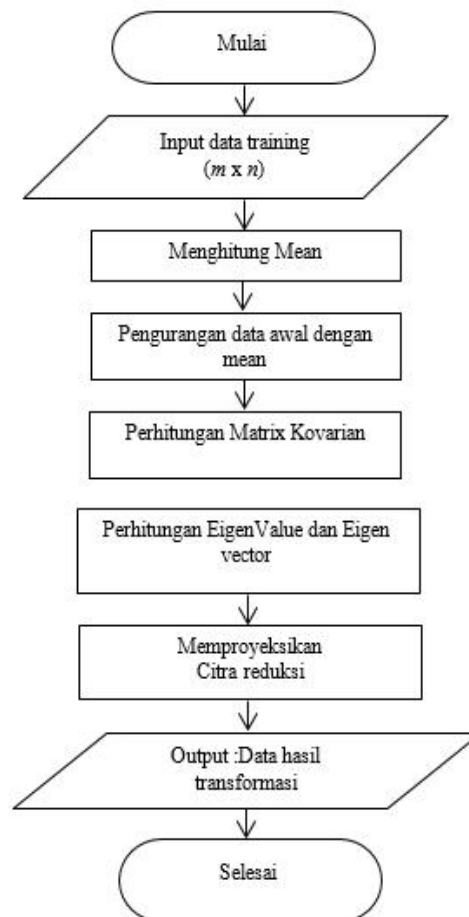 Mulai
Input data training
(m x n)
Menghitung Mean
Pengurangan data awal dengan
mean
Perhitungan Matrix Kovarian
Perhitungan EigenValue dan Eigen
vector
Memproyeksikan
Citra reduksi
Output :Data hasil
transformasi
Selesai